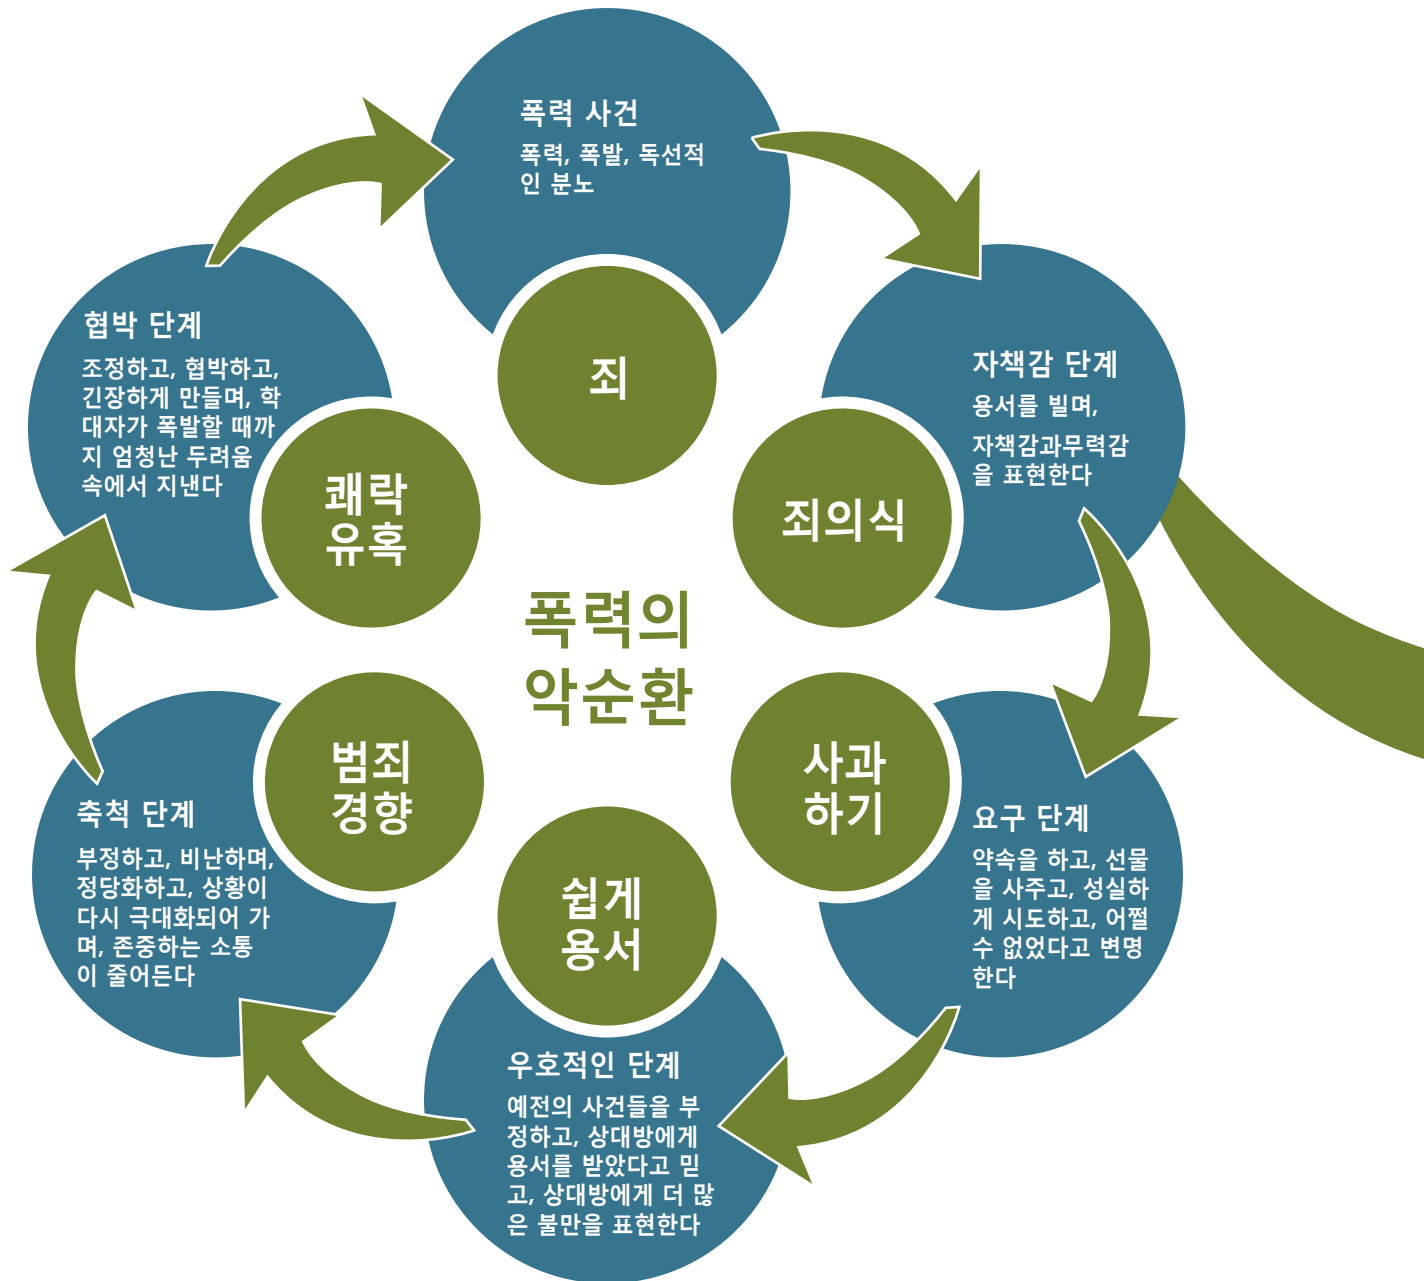 폭력 사건
폭력, 폭발, 독선적
인 분노
죄
자책감 단계
용서를 빌며,
자책감과무력감
을 표현한다
죄의식
요구 단계
약속을 하고, 선물
을 사주고, 성실하
게 시도하고, 어쩔
수 없었다고 변명
한다
사과
하기
우호적인 단계
예전의 사건들을 부
정하고, 상대방에게
용서를 받았다고 믿
고, 상대방에게 더 많
은 불만을 표현한다
쉽게
용서
축척 단계
부정하고, 비난하며,
정당화하고, 상황이
다시 극대화되어 가
며, 존중하는 소통
이 줄어든다
범죄
경향
협박 단계
조정하고, 협박하고,
긴장하게 만들며, 학
대자가 폭발할 때까
지 엄청난 두려움
속에서 지낸다
쾌락
유혹
폭력의
악순환